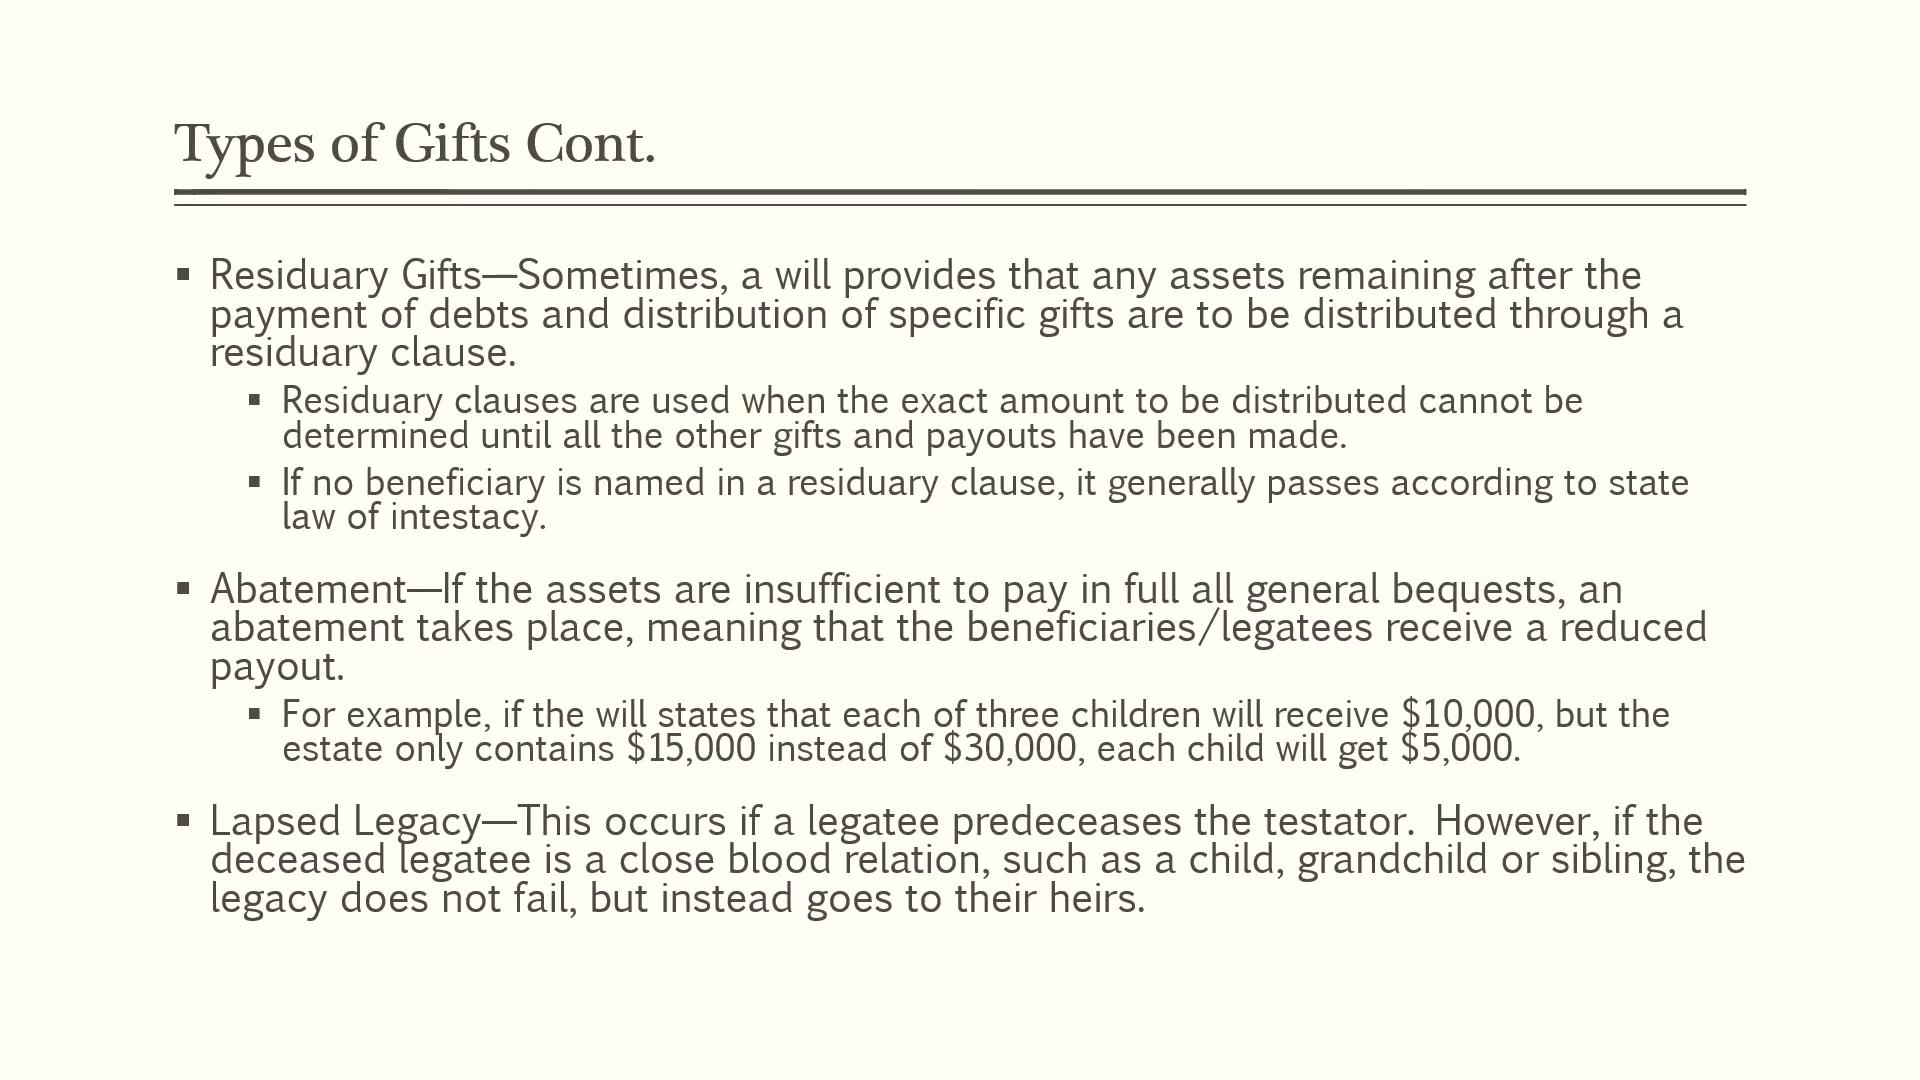 Types of Gifts Cont.
▪ Residuary Gifts—Sometimes, a will provides that any assets remaining after the
payment of debts and distribution of specific gifts are to be distributed through a
residuary clause.
▪ Residuary clauses are used when the exact amount to be distributed cannot be
determined until all the other gifts and payouts have been made.
▪ If no beneficiary is named in a residuary clause, it generally passes according to state
law of intestacy.
▪ Abatement—If the assets are insufficient to pay in full all general bequests, an
abatement takes place, meaning that the beneficiaries/legatees receive a reduced
payout.
▪ For example, if the will states that each of three children will receive $10,000, but the
estate only contains $15,000 instead of $30,000, each child will get $5,000.
▪ Lapsed Legacy—This occurs if a legatee predeceases the testator. However, if the
deceased legatee is a close blood relation, such as a child, grandchild or sibling, the
legacy does not fail, but instead goes to their heirs.